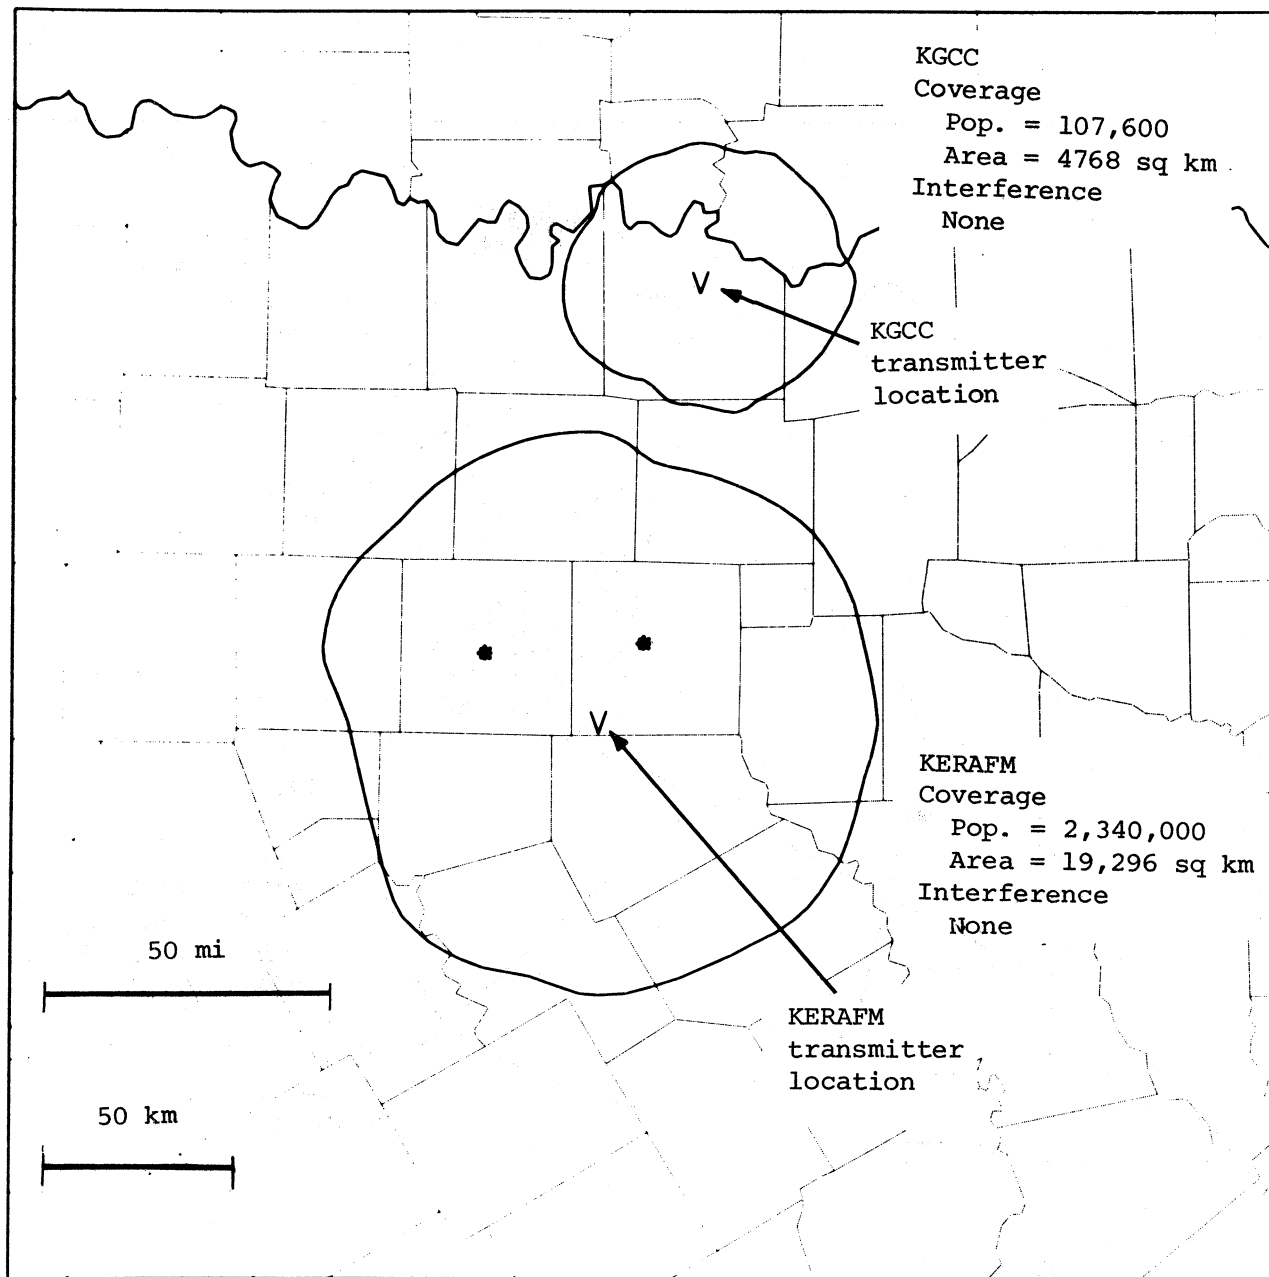 KGCC
Coverage
Pop. = 107,600
Area = 4768 sq km
Interference
None
V
KGCC
transmitter
location
V
KERAFM
Coverage
Pop. = 2,340,000
Area = 19,296 sq km
Interference
None
50 mi
KERAFM
transmitter
location
50 km